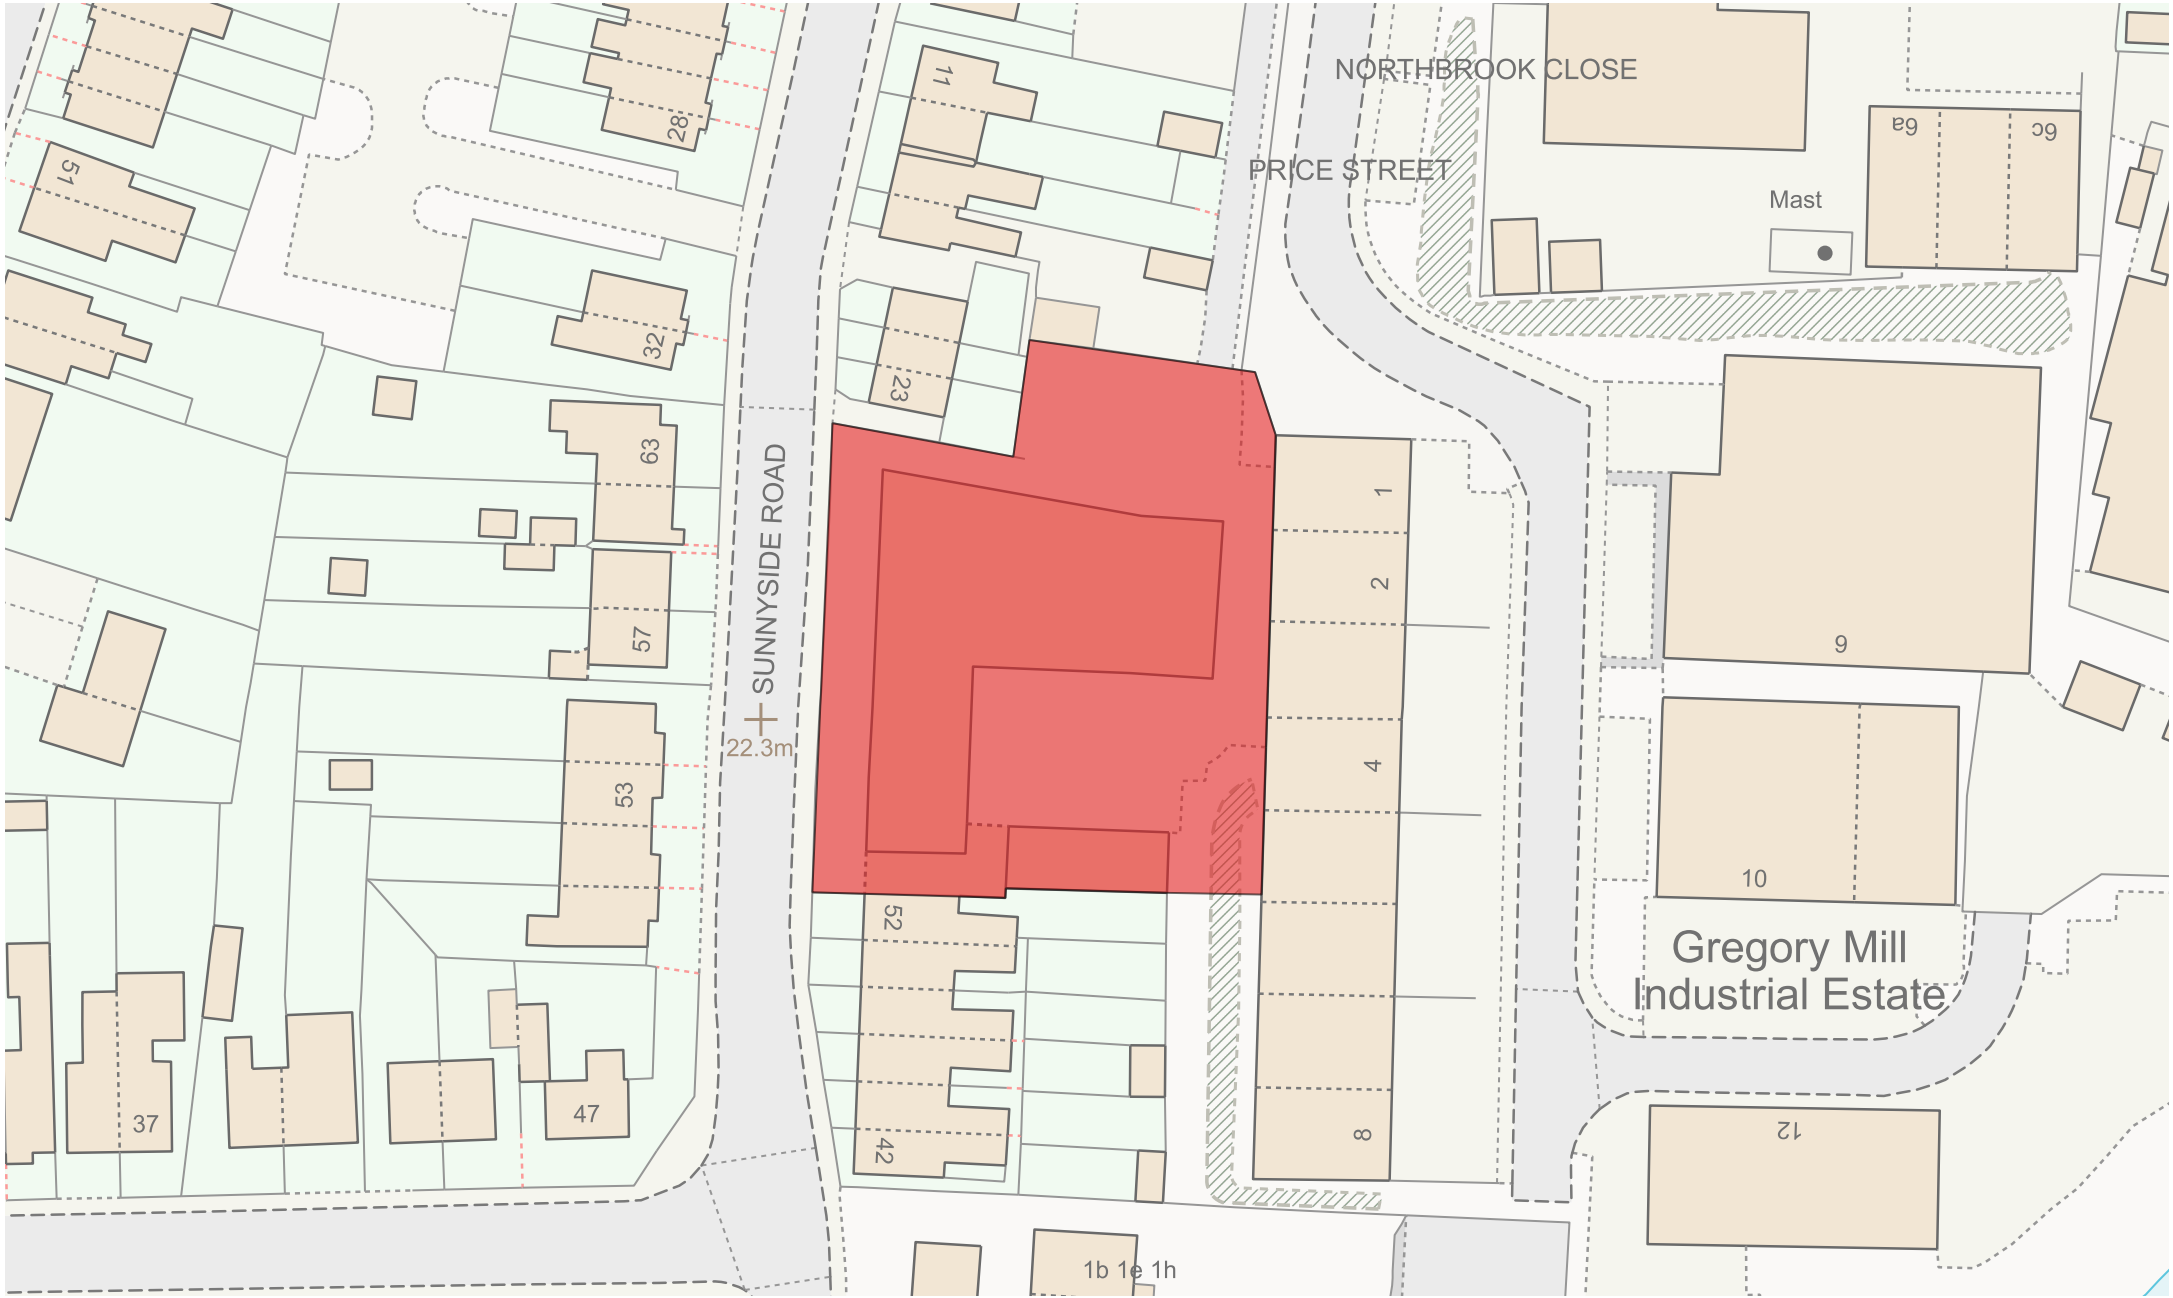 NORTHBROOK CLOSE
11
28
6a
6c
51
PRICE STREET
Mast
32
23
63
SUNNYSIDE ROAD
1
2
57
9
22.3m
4
53
10
52
Gregory Mill
Industrial Estate
37
47
42
8
12
1b 1e 1h